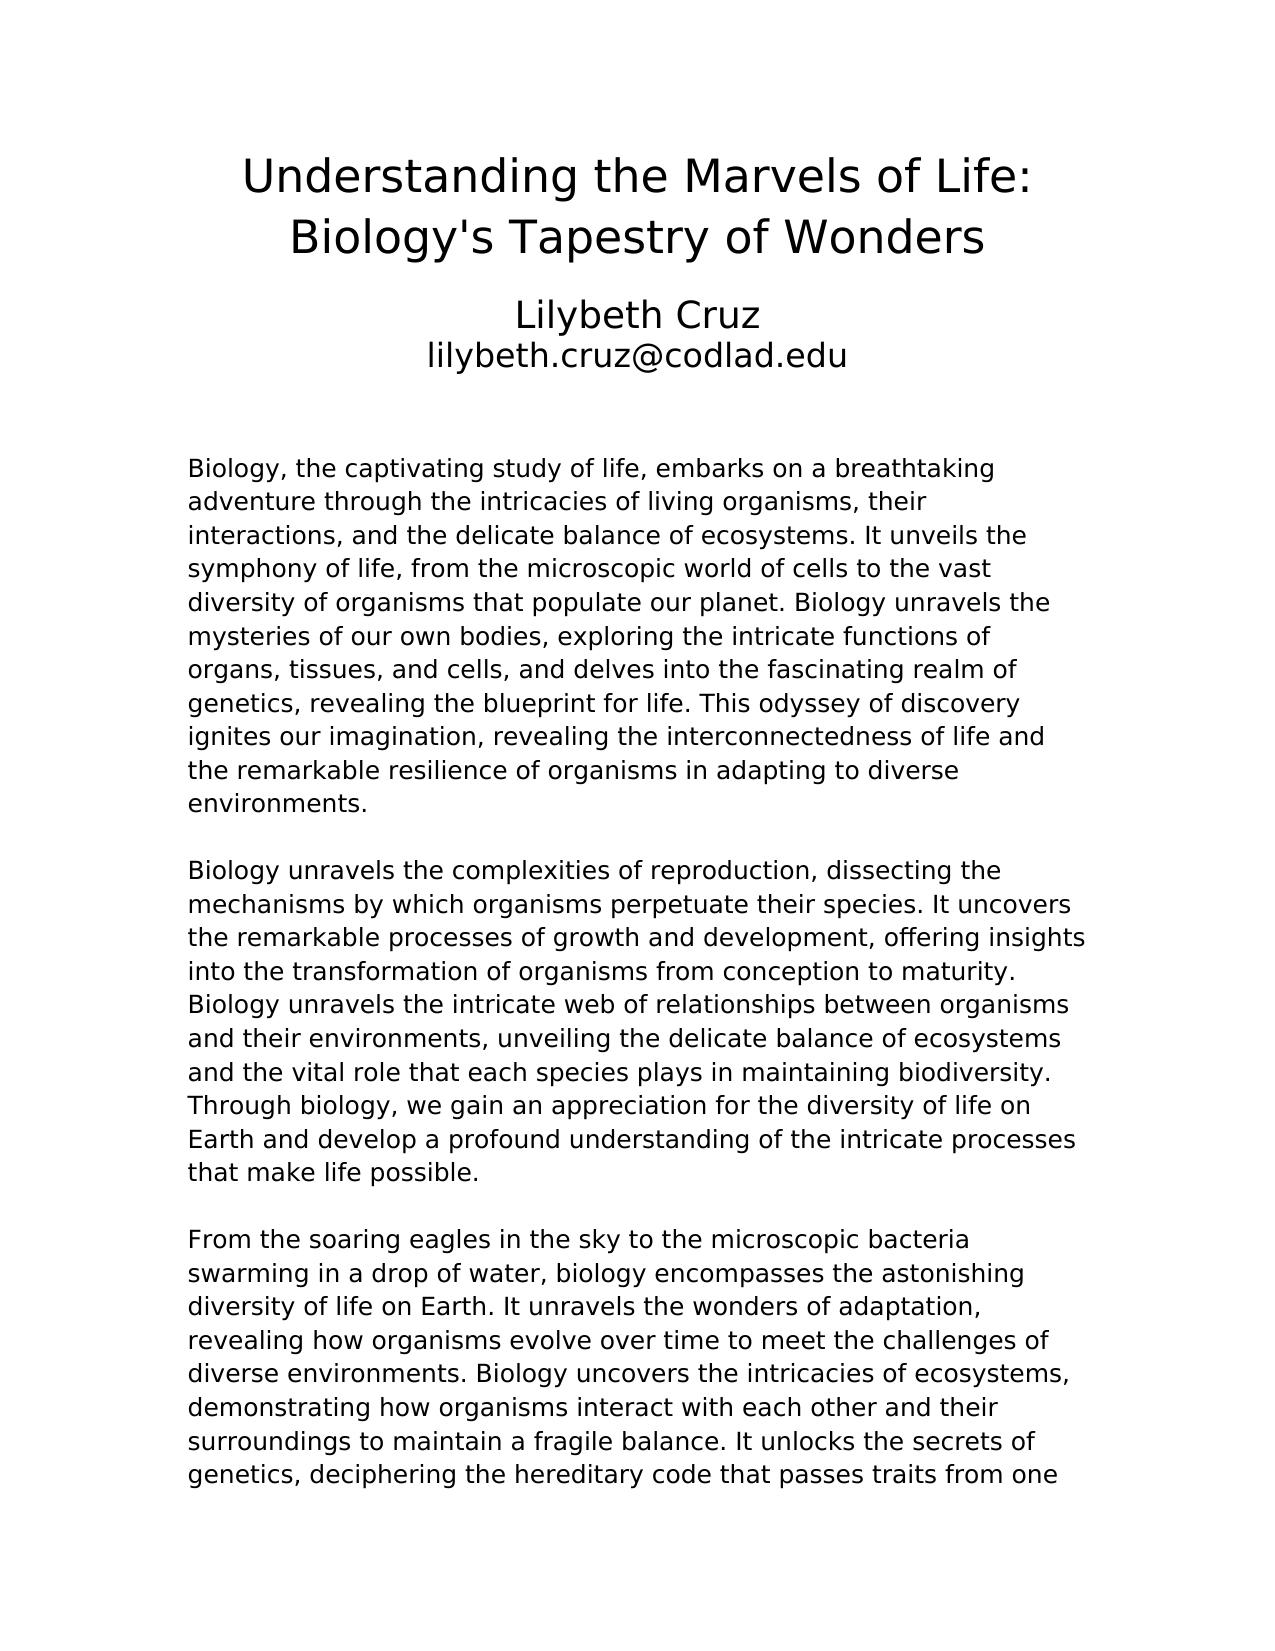 Understanding the Marvels of Life:
Biology's Tapestry of Wonders
Lilybeth Cruz
lilybeth.cruz@codlad.edu
Biology, the captivating study of life, embarks on a breathtaking
adventure through the intricacies of living organisms, their
interactions, and the delicate balance of ecosystems. It unveils the
symphony of life, from the microscopic world of cells to the vast
diversity of organisms that populate our planet. Biology unravels the
mysteries of our own bodies, exploring the intricate functions of
organs, tissues, and cells, and delves into the fascinating realm of
genetics, revealing the blueprint for life. This odyssey of discovery
ignites our imagination, revealing the interconnectedness of life and
the remarkable resilience of organisms in adapting to diverse
environments.
Biology unravels the complexities of reproduction, dissecting the
mechanisms by which organisms perpetuate their species. It uncovers
the remarkable processes of growth and development, offering insights
into the transformation of organisms from conception to maturity.
Biology unravels the intricate web of relationships between organisms
and their environments, unveiling the delicate balance of ecosystems
and the vital role that each species plays in maintaining biodiversity.
Through biology, we gain an appreciation for the diversity of life on
Earth and develop a profound understanding of the intricate processes
that make life possible.
From the soaring eagles in the sky to the microscopic bacteria
swarming in a drop of water, biology encompasses the astonishing
diversity of life on Earth. It unravels the wonders of adaptation,
revealing how organisms evolve over time to meet the challenges of
diverse environments. Biology uncovers the intricacies of ecosystems,
demonstrating how organisms interact with each other and their
surroundings to maintain a fragile balance. It unlocks the secrets of
genetics, deciphering the hereditary code that passes traits from one